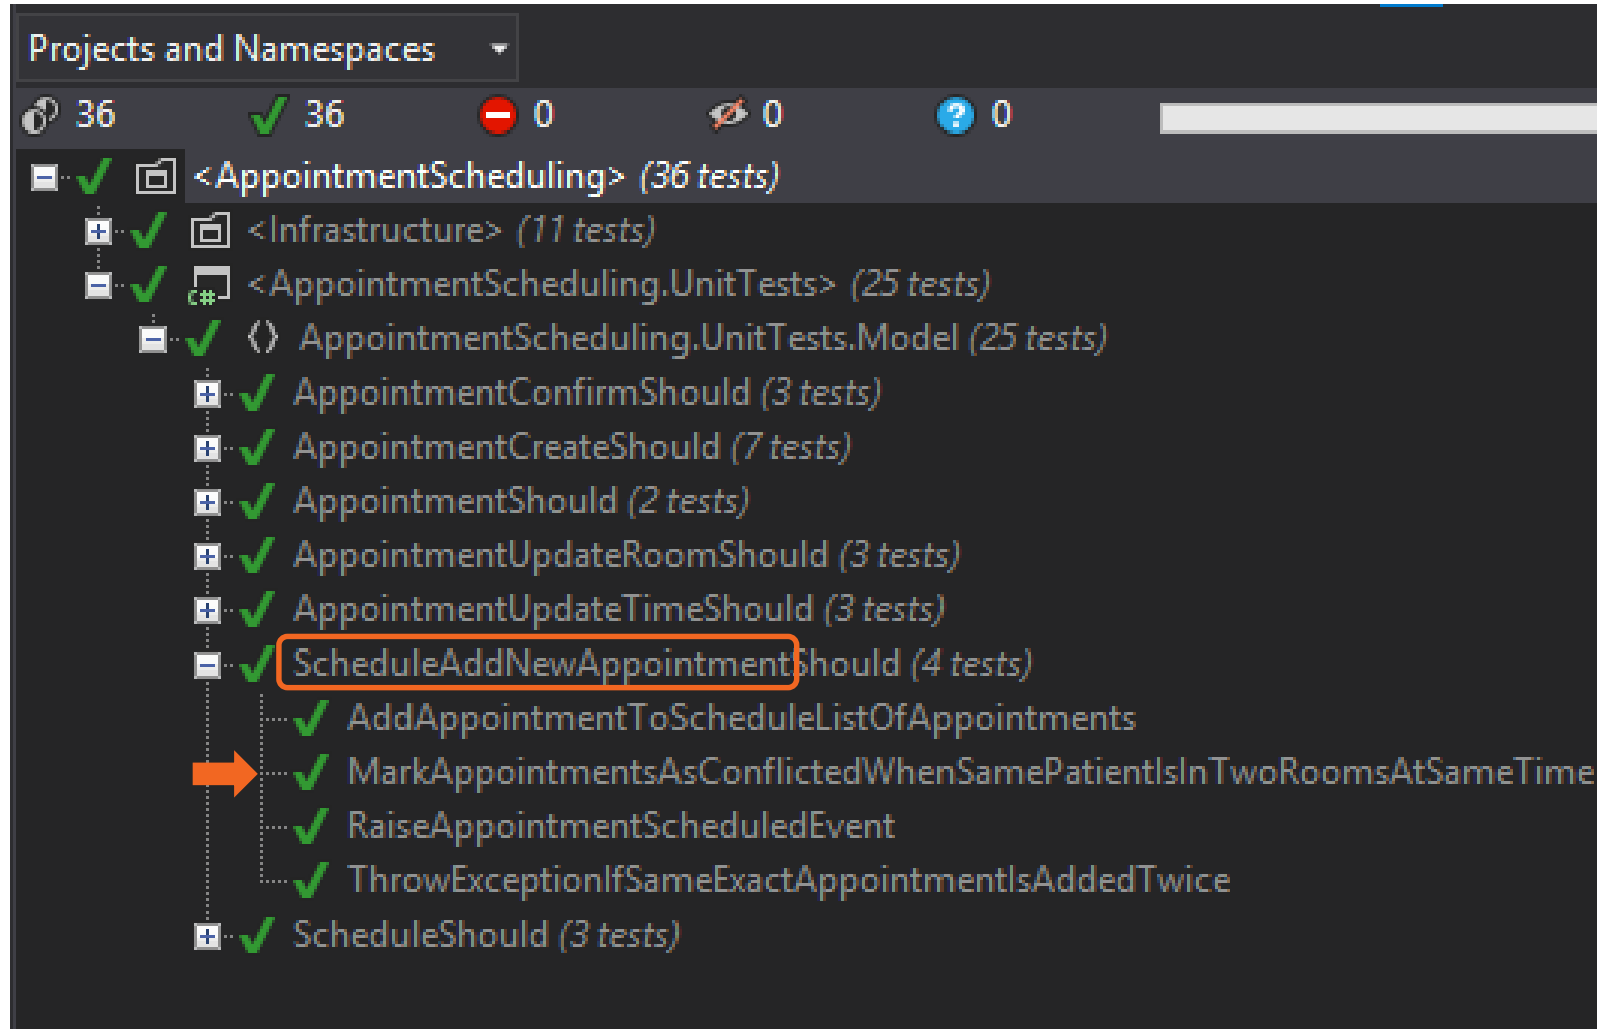 Projects and Namespaces
36 36 0 0 ? 0
<AppointmentScheduling> (36 tests)
<Infrastructure> (11 tests)
C# <AppointmentScheduling.UnitTests> (25 tests)
AppointmentScheduling.UnitTests.Model (25 tests)
AppointmentConfirmShould (3 tests)
AppointmentCreateShould (7 tests)
AppointmentShould (2 tests)
AppointmentUpdateRoomShould (3 tests)
AppointmentUpdateTimeShould (3 tests)
ScheduleAddNewAppointmentShould (4 tests)
AddAppointmentToScheduleListOfAppointments
MarkAppointmentsAsConflictedWhenSamePatientIsInTwoRoomsAtSameTime
RaiseAppointmentScheduledEvent
ThrowExceptionIfSameExactAppointmentIsAddedTwice
ScheduleShould (3 tests)